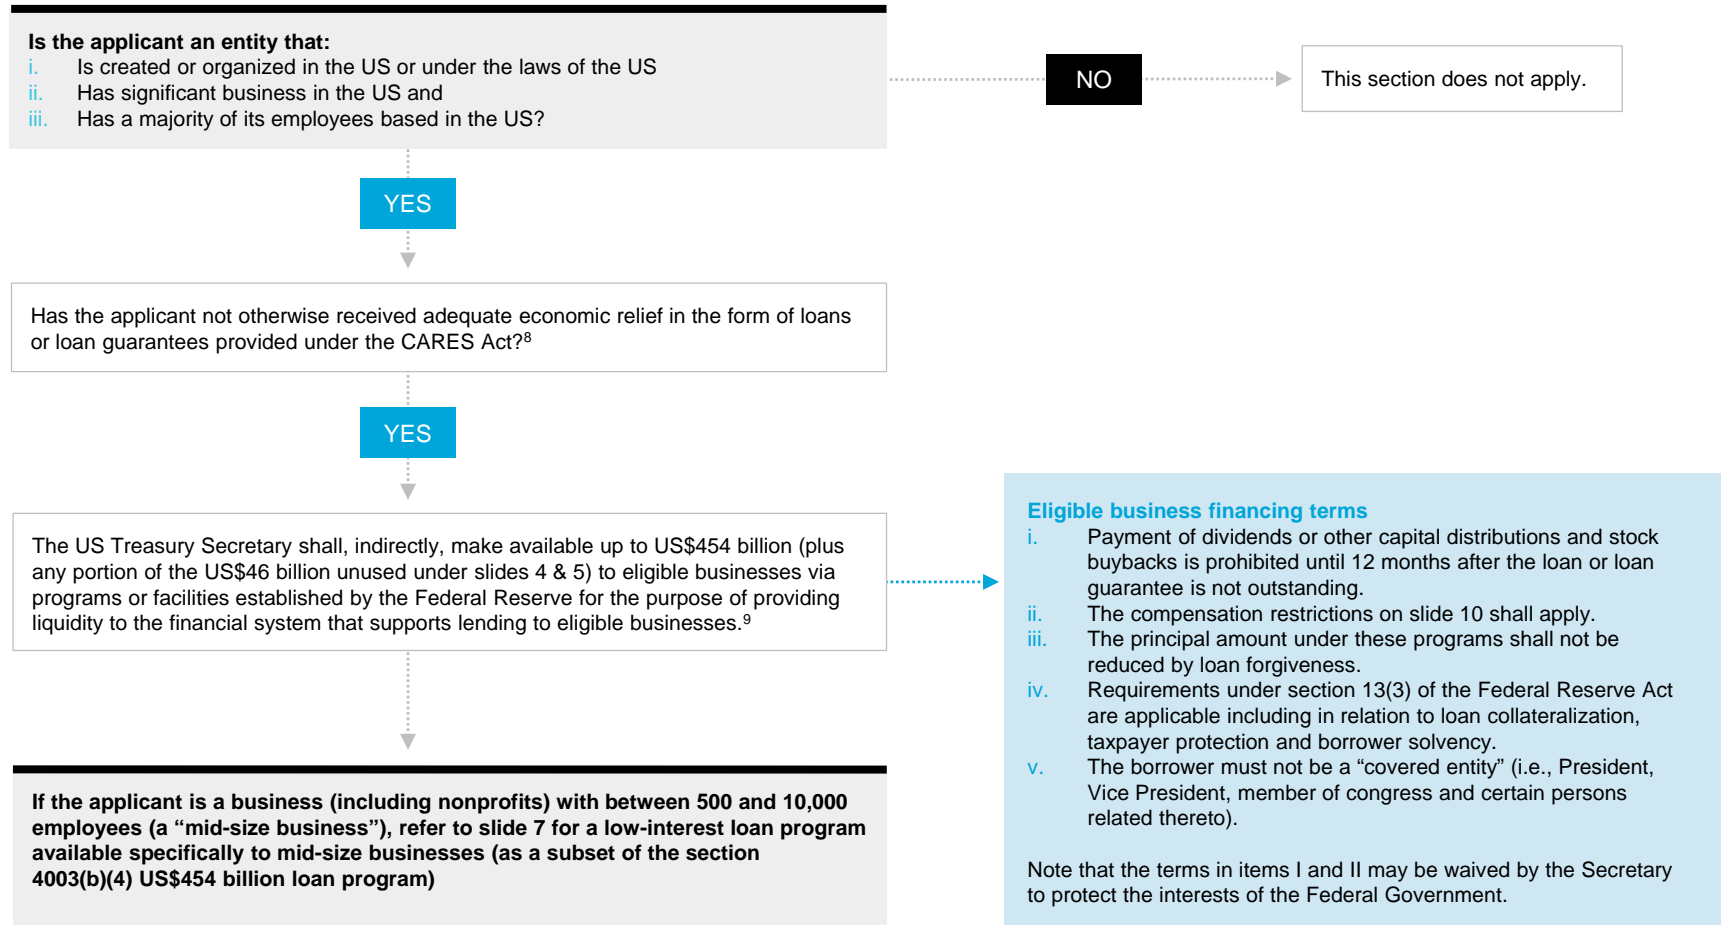 Is the applicant an entity that:
i. Is created or organized in the US or under the laws of the US
ii. Has significant business in the US and
iii. Has a majority of its employees based in the US?
NO
This section does not apply.
YES
Has the applicant not otherwise received adequate economic relief in the form of loans
or loan guarantees provided under the CARES Act?⁸
YES
The US Treasury Secretary shall, indirectly, make available up to US$454 billion (plus
any portion of the US$46 billion unused under slides 4 & 5) to eligible businesses via
programs or facilities established by the Federal Reserve for the purpose of providing
liquidity to the financial system that supports lending to eligible businesses.⁹
Eligible business financing terms
i. Payment of dividends or other capital distributions and stock
buybacks is prohibited until 12 months after the loan or loan
guarantee is not outstanding.
ii. The compensation restrictions on slide 10 shall apply.
iii. The principal amount under these programs shall not be
reduced by loan forgiveness.
iv. Requirements under section 13(3) of the Federal Reserve Act
are applicable including in relation to loan collateralization,
taxpayer protection and borrower solvency.
v. The borrower must not be a “covered entity” (i.e., President,
Vice President, member of congress and certain persons
related thereto).
Note that the terms in items I and II may be waived by the Secretary
to protect the interests of the Federal Government.
If the applicant is a business (including nonprofits) with between 500 and 10,000
employees (a “mid-size business”), refer to slide 7 for a low-interest loan program
available specifically to mid-size businesses (as a subset of the section
4003(b)(4) US$454 billion loan program)